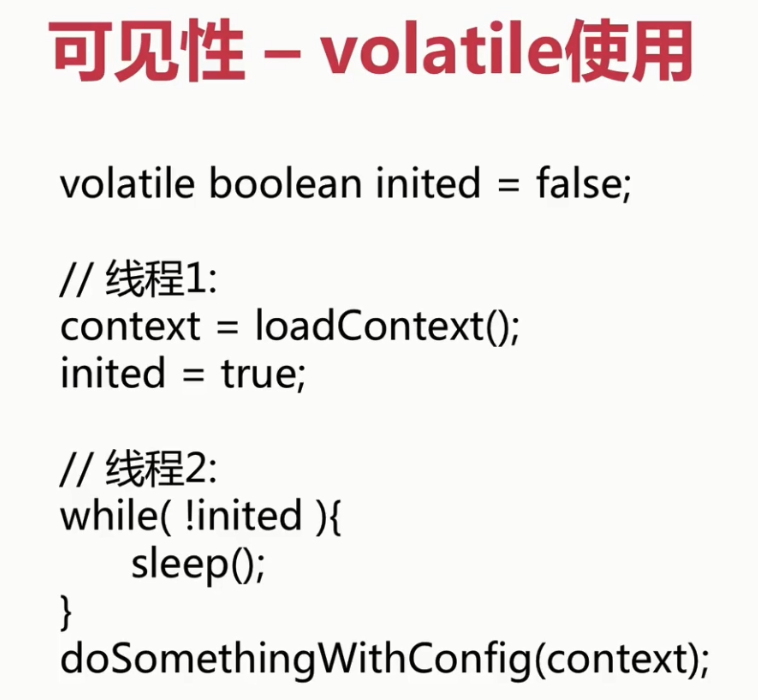 可见性 – volatile使用
volatile boolean inited = false;
// 线程1:
context = loadContext();
inited = true;
// 线程2:
while( !inited ){
sleep();
}
doSomethingWithConfig(context);